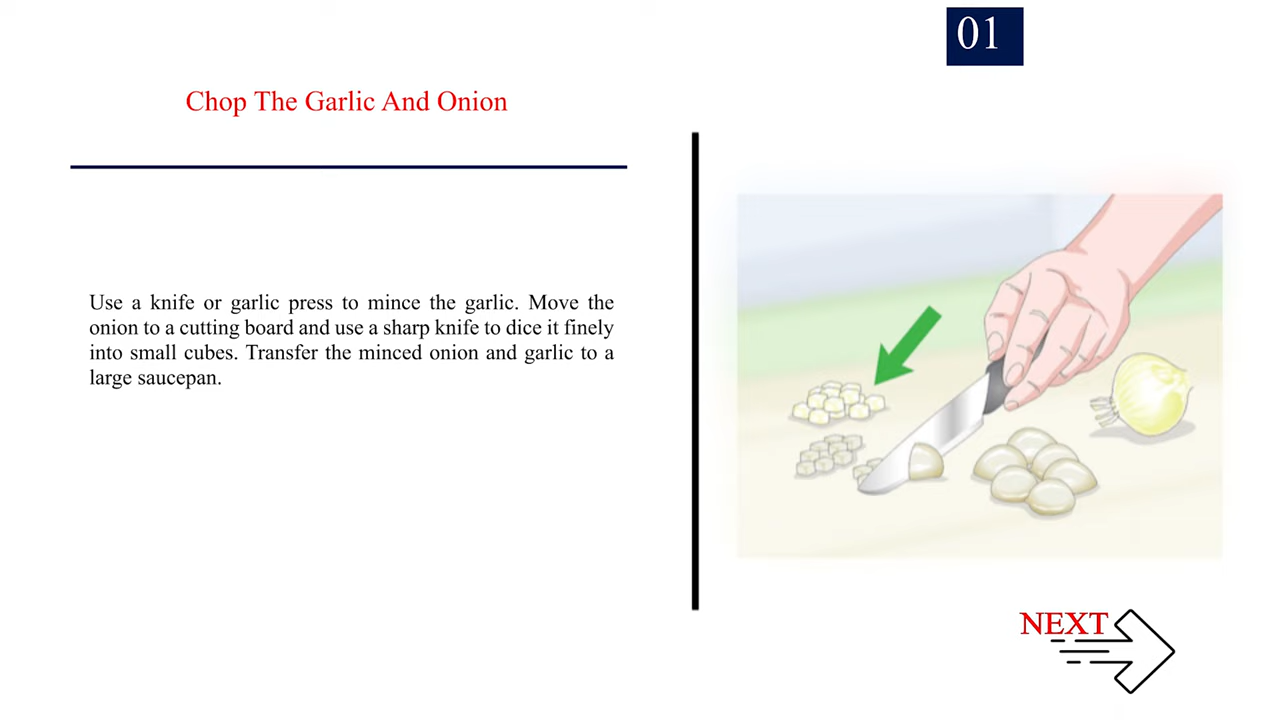 01
Chop The Garlic And Onion
Use a knife or garlic press to mince the garlic. Move the
onion to a cutting board and use a sharp knife to dice it finely
into small cubes. Transfer the minced onion and garlic to a
large saucepan.
NEXT